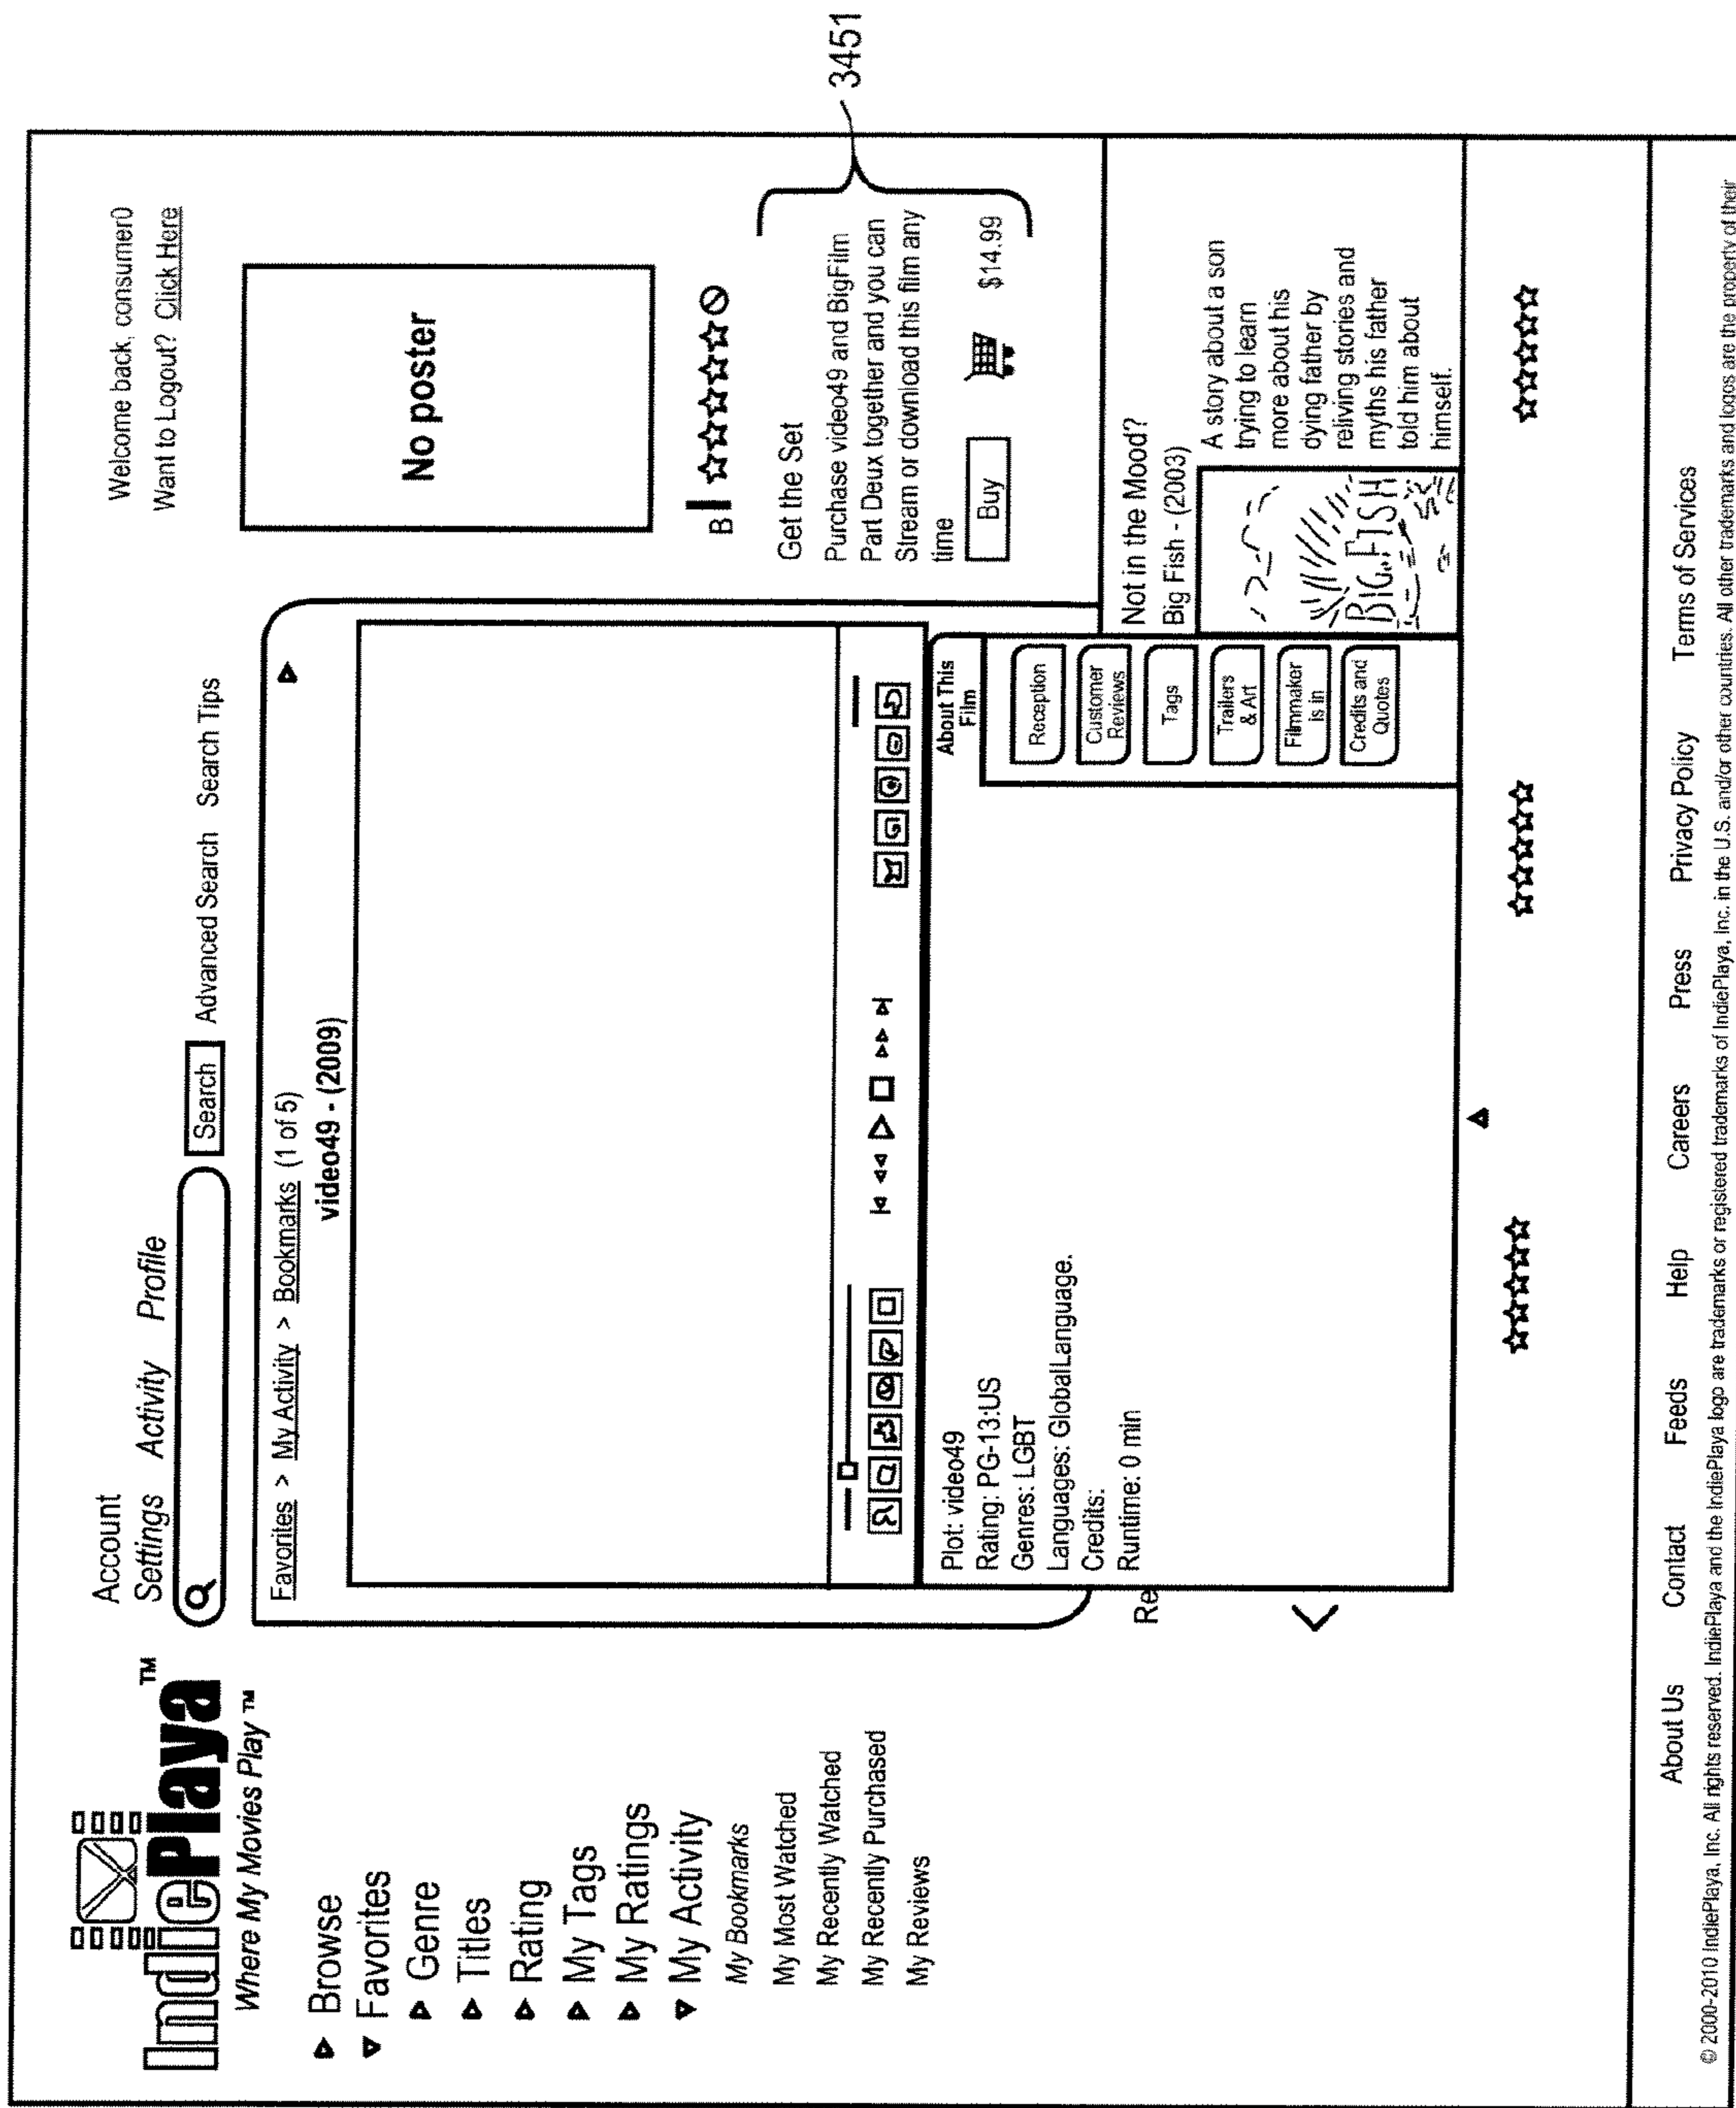 IndiePlaya™
Where My Movies Play™
Account
Settings Activity Profile
Search Advanced Search Search Tips
Welcome back, consumer0
Want to Logout? Click Here
Browse
Favorites
Genre
Titles
Rating
My Tags
My Ratings
My Activity
My Bookmarks
My Most Watched
My Recently Watched
My Recently Purchased
My Reviews
Favorites > My Activity > Bookmarks (1 of 5)
video49 - (2009)
No poster
B
Get the Set
Purchase video49 and BigFilm
Part Deux together and you can
Stream or download this film any
time
Buy $14.99
3451
Plot: video49
Rating: PG-13:US
Genres: LGBT
Languages: GlobalLanguage.
Credits:
Runtime: 0 min
Re
About This
Film
Reception
Customer
Reviews
Tags
Trailers
& Art
Filmmaker
is in
Credits and
Quotes
Not in the Mood?
Big Fish - (2003)
BIG FISH
A story about a son
trying to learn
more about his
dying father by
reliving stories and
myths his father
told him about
himself.
About Us Contact Feeds Help Careers Press Privacy Policy Terms of Services
© 2000-2010 IndiePlaya, Inc. All rights reserved. IndiePlaya and the IndiePlaya logo are trademarks or registered trademarks of IndiePlaya, Inc. in the U.S. and/or other countries. All other trademarks and logos are the property of their